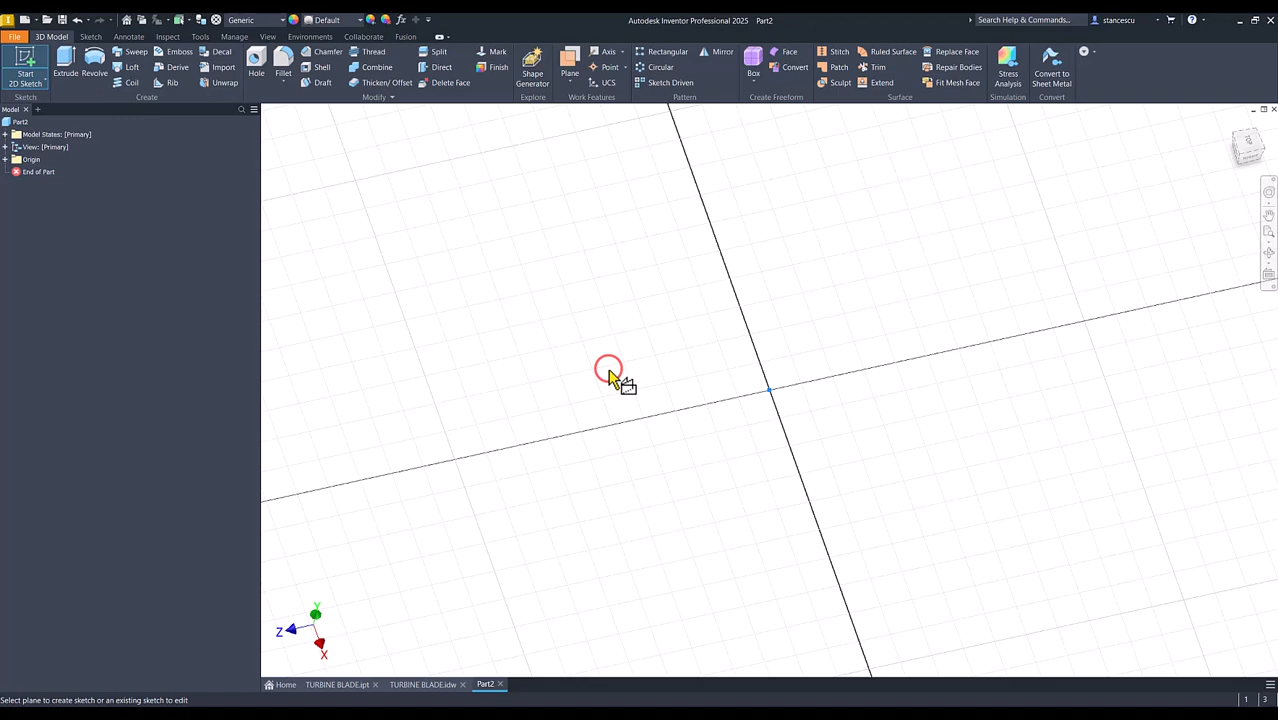 Generic
Default
fx
Autodesk Inventor Professional 2025 Part2
Search Help & Commands...
stancescu
File
3D Model
Sketch
Annotate
Inspect
Tools
Manage
View
Environments
Collaborate
Fusion
Start
2D Sketch
Extrude
Revolve
Sweep
Emboss
Decal
Loft
Derive
Import
Coil
Rib
Unwrap
Hole
Fillet
Chamfer
Thread
Shell
Combine
Draft
Thicken/ Offset
Split
Direct
Delete Face
Mark
Finish
Shape
Generator
Plane
Axis
Point
UCS
Rectangular
Mirror
Circular
Sketch Driven
Box
Face
Convert
Stitch
Ruled Surface
Replace Face
Patch
Trim
Repair Bodies
Sculpt
Extend
Fit Mesh Face
Stress
Analysis
Convert to
Sheet Metal
Sketch
Create
Modify
Explore
Work Features
Pattern
Create Freeform
Surface
Simulation
Convert
Model
Part2
Model States: [Primary]
View: [Primary]
Origin
End of Part
Y
Z
X
Home
TURBINE BLADE.ipt
TURBINE BLADE.idw
Part2
Select plane to create sketch or an existing sketch to edit
1
3